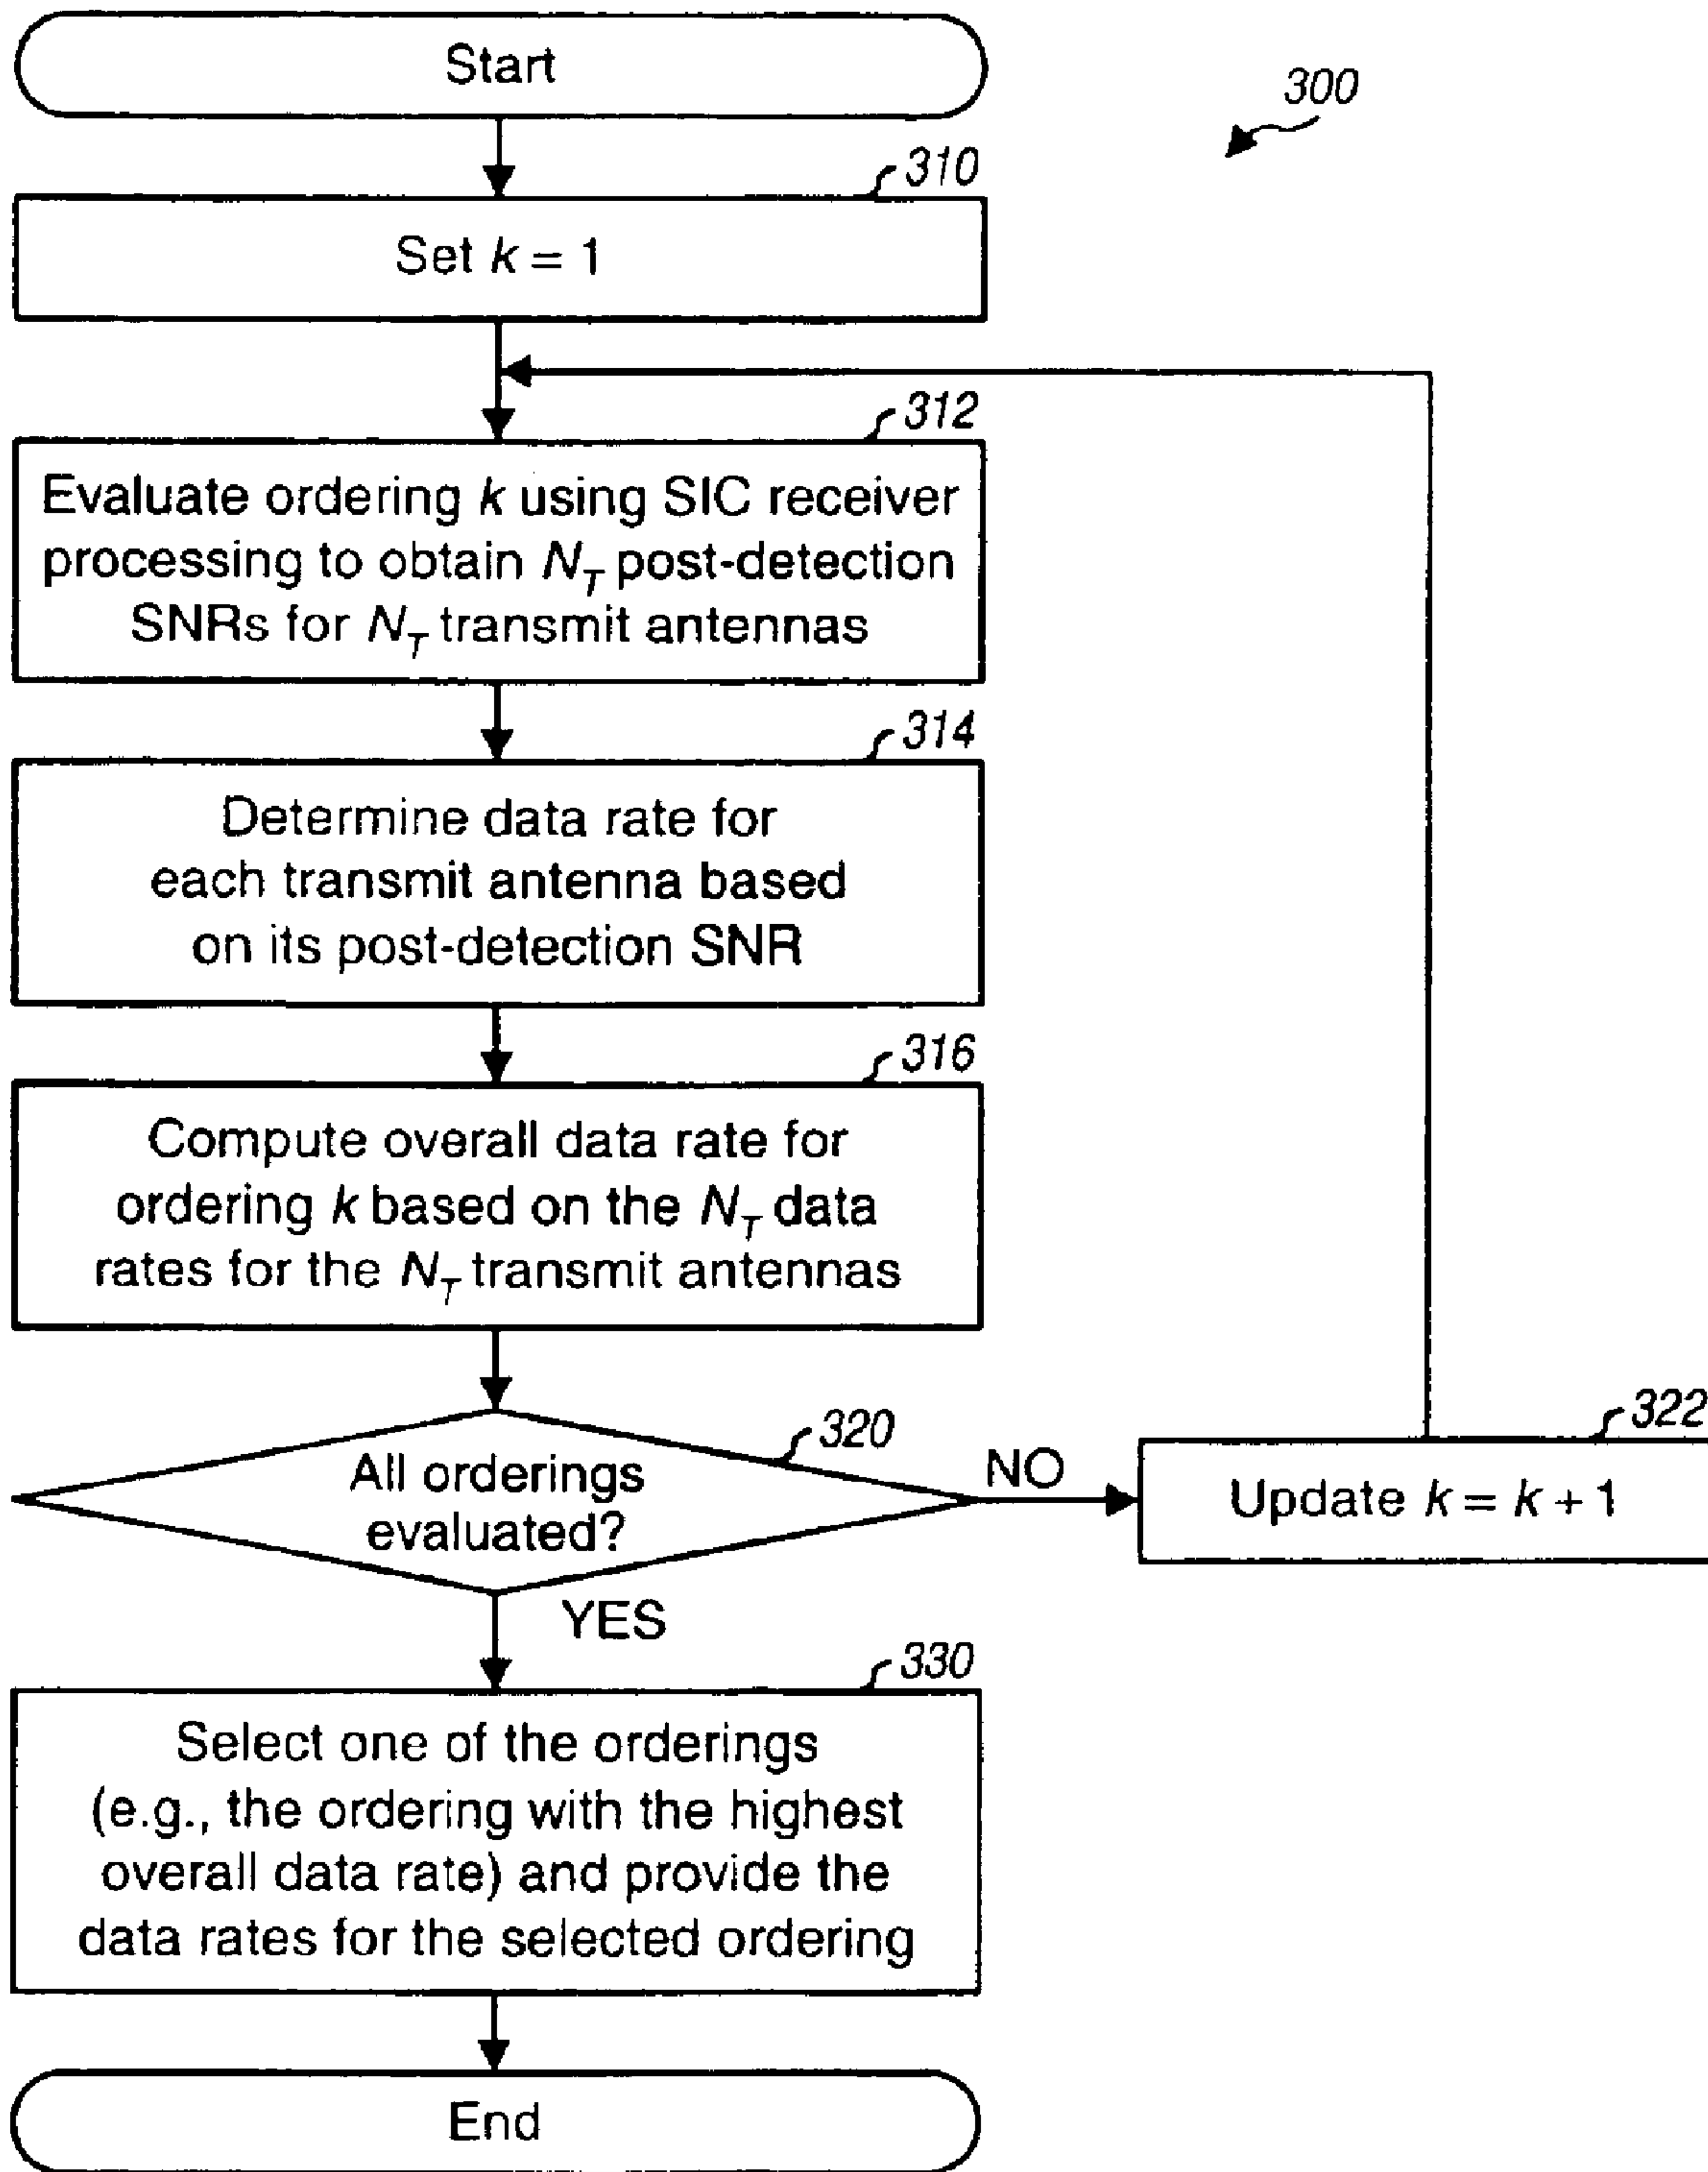 Start
300
310
Set k = 1
312
Evaluate ordering k using SIC receiver
processing to obtain N_T post-detection
SNRs for N_T transmit antennas
314
Determine data rate for
each transmit antenna based
on its post-detection SNR
316
Compute overall data rate for
ordering k based on the N_T data
rates for the N_T transmit antennas
320
All orderings
evaluated?
NO
322
Update k = k + 1
YES
330
Select one of the orderings
(e.g., the ordering with the highest
overall data rate) and provide the
data rates for the selected ordering
End